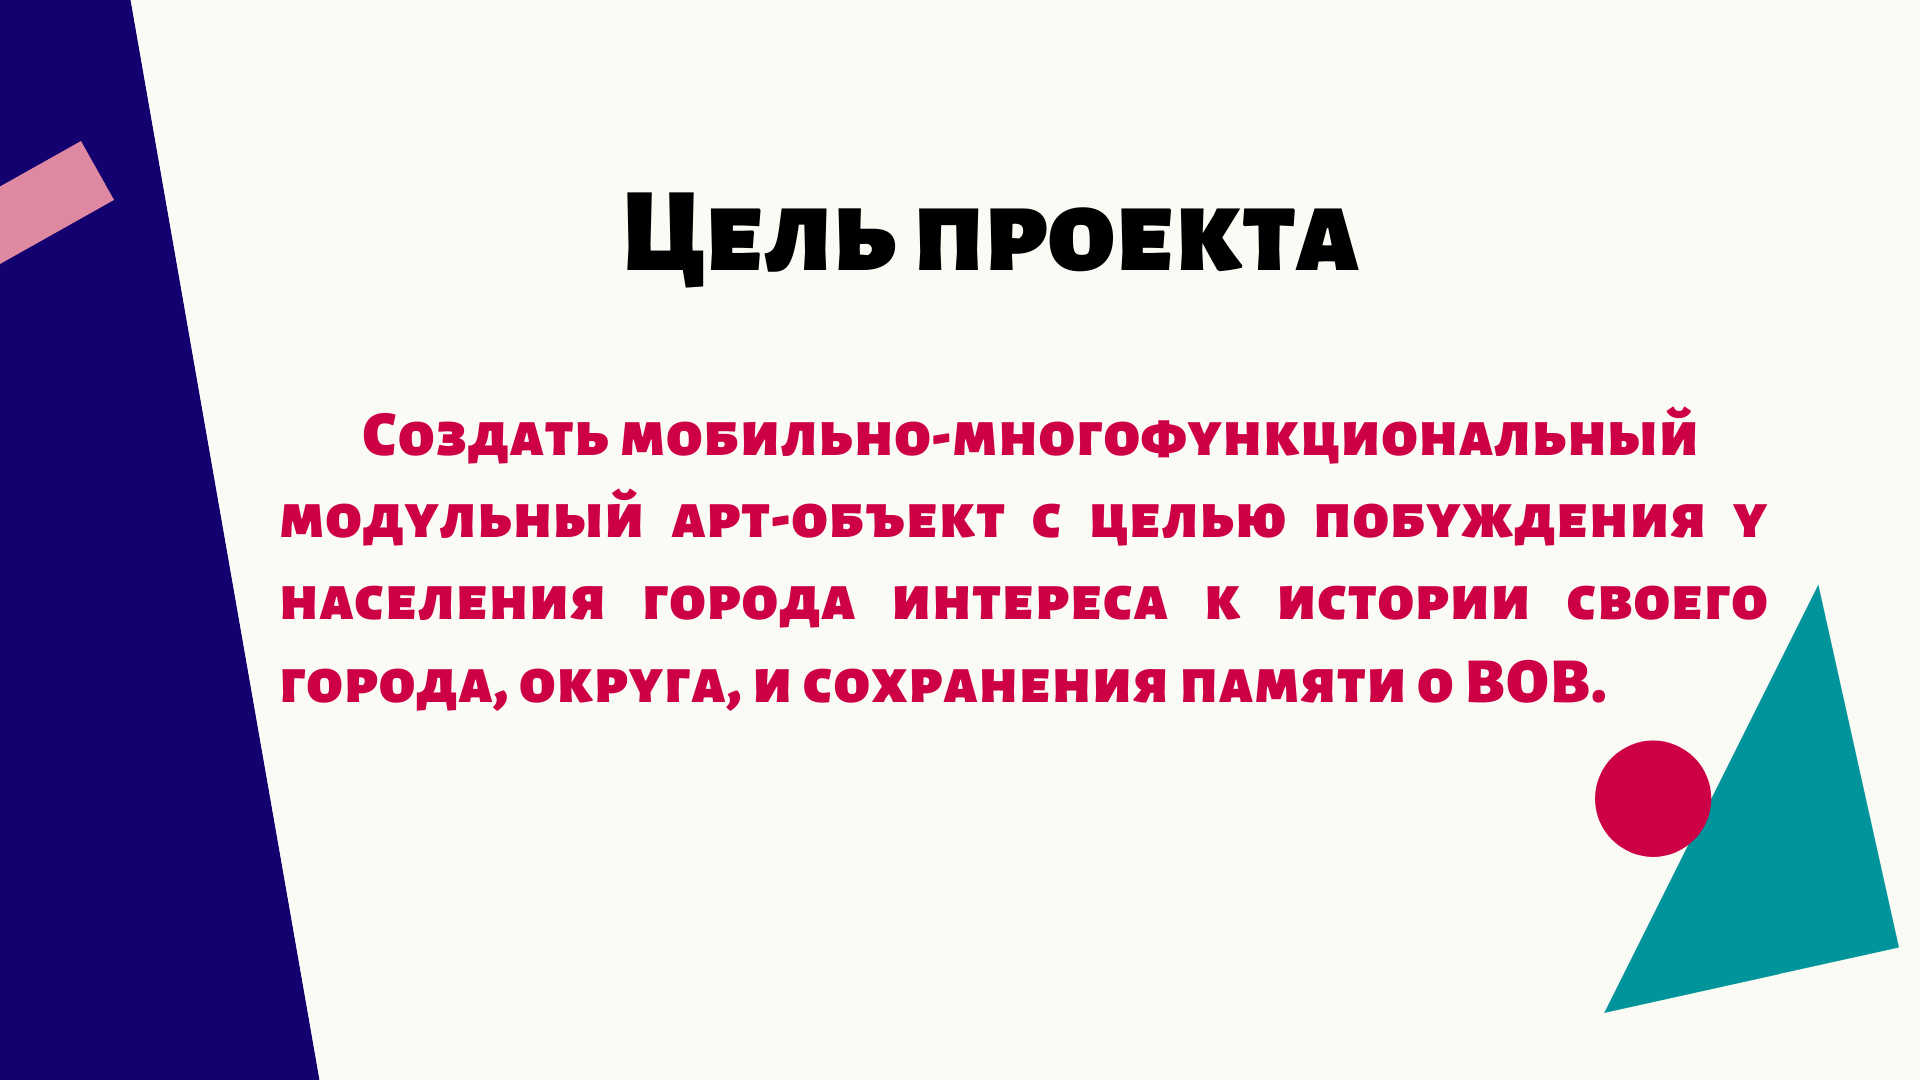 Цель проекта
Создать мобильно-многофункциональный
модульный арт-объект с целью побуждения у
населения города интереса к истории своего
города, округа, и сохранения памяти о ВОВ.